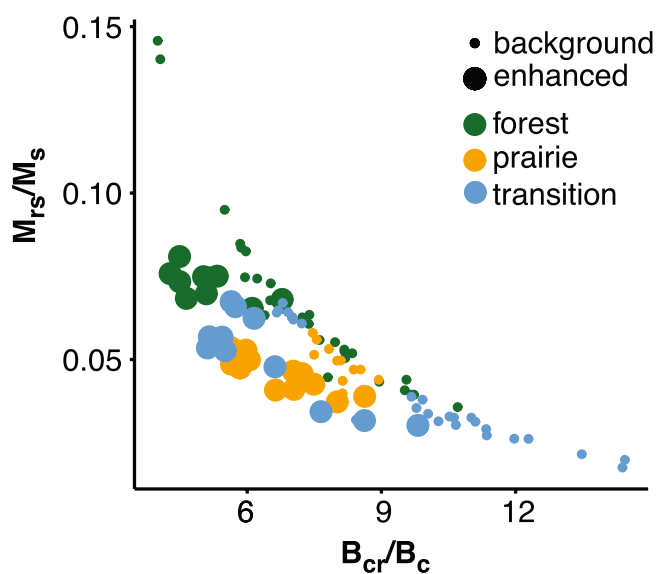 0.15
background
enhanced
forest
prairie
transition
0.10
0.05
Mrs/Ms
6
9
12
Bcr/Bc